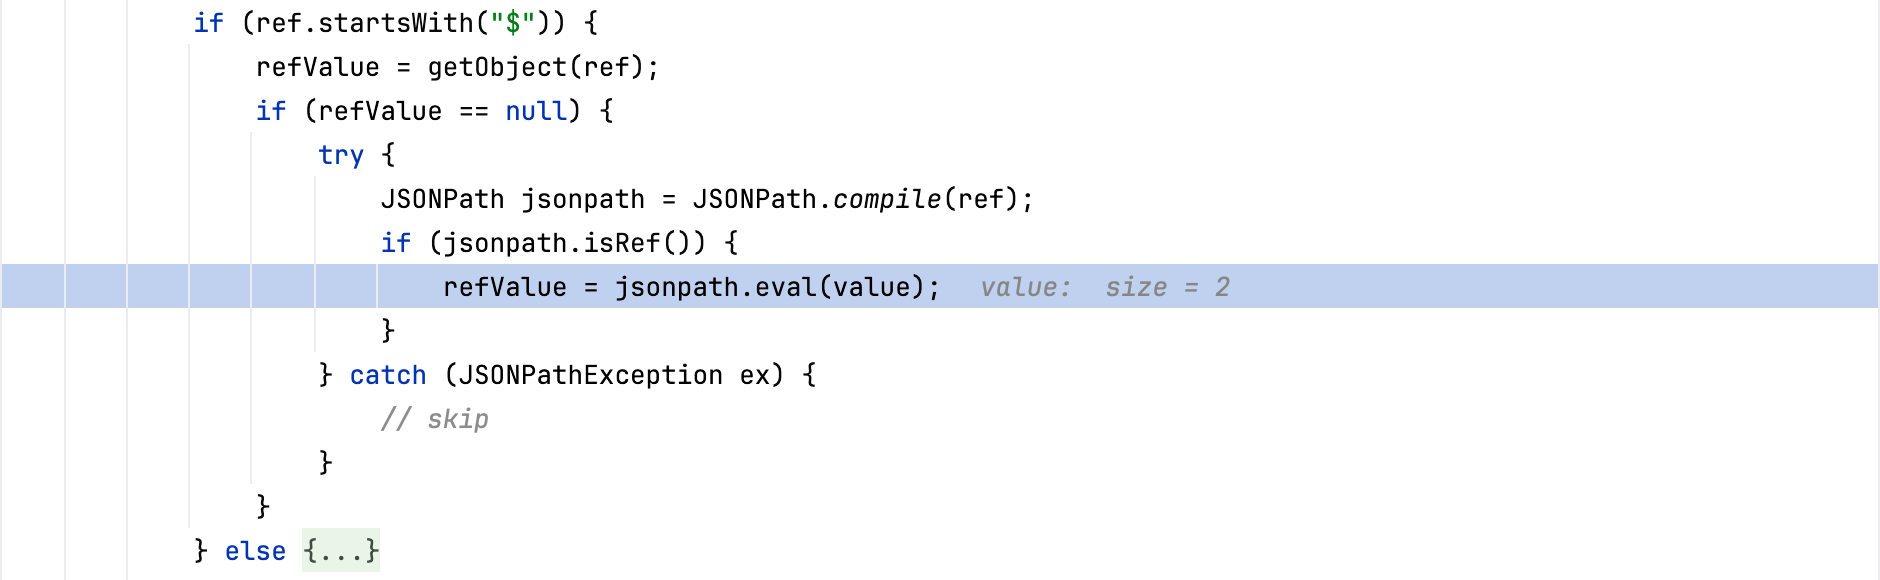 if (ref.startsWith("$")) {
refValue = getObject(ref);
if (refValue == null) {
try {
JSONPath jsonpath = JSONPath.compile(ref);
if (jsonpath.isRef()) {
refValue = jsonpath.eval(value); value: size = 2
}
} catch (JSONPathException ex) {
// skip
}
}
} else {...}